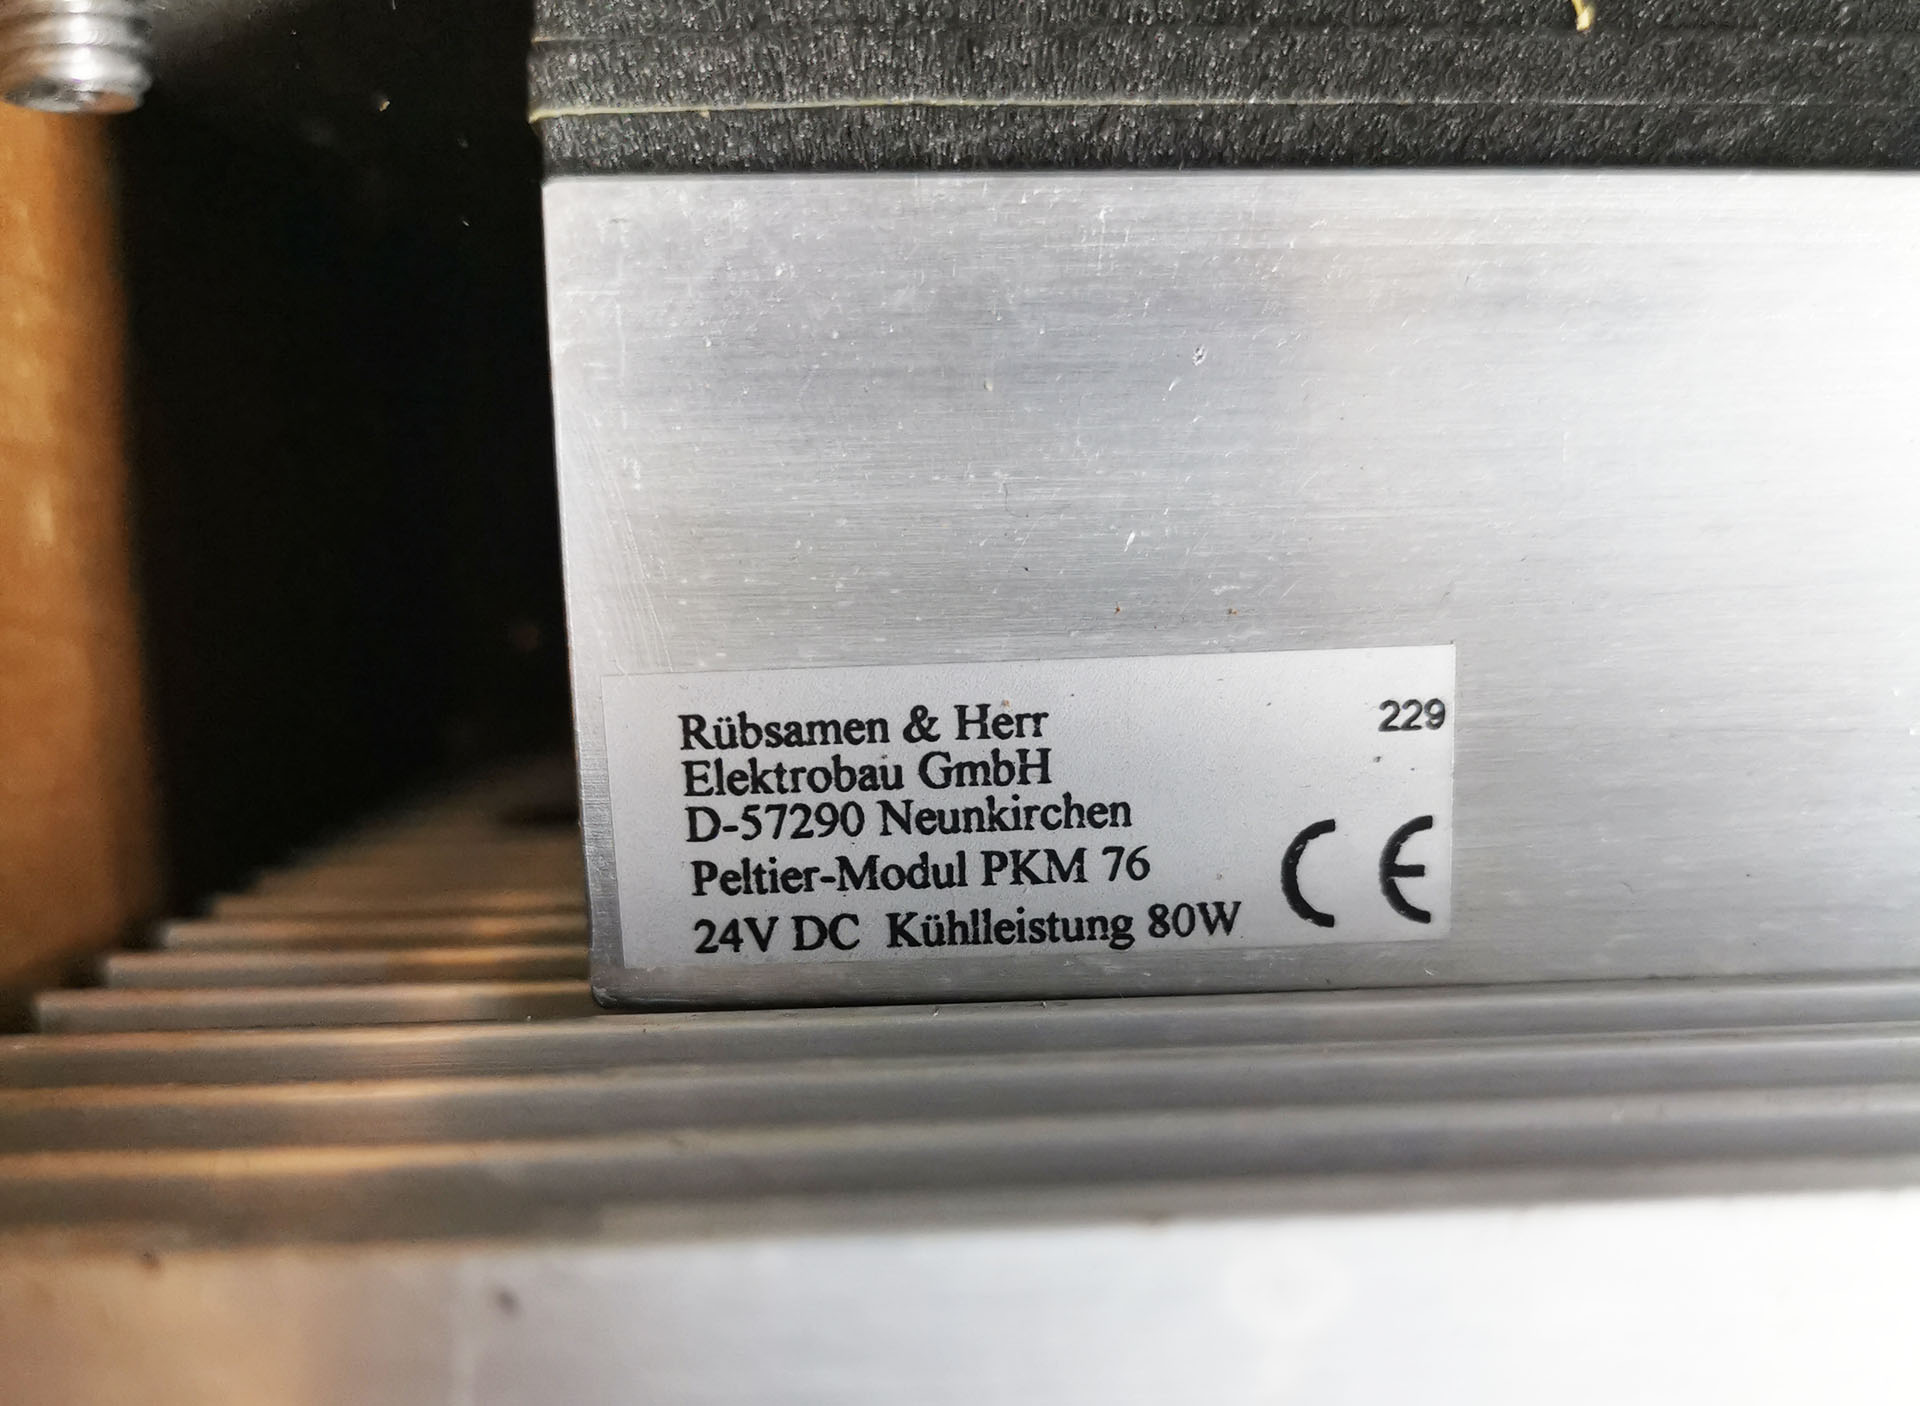 Rübsamen & Herr 229
Elektrobau GmbH
D-57290 Neunkirchen
Peltier-Modul PKM 76
24V DC Kühlleistung 80W CE